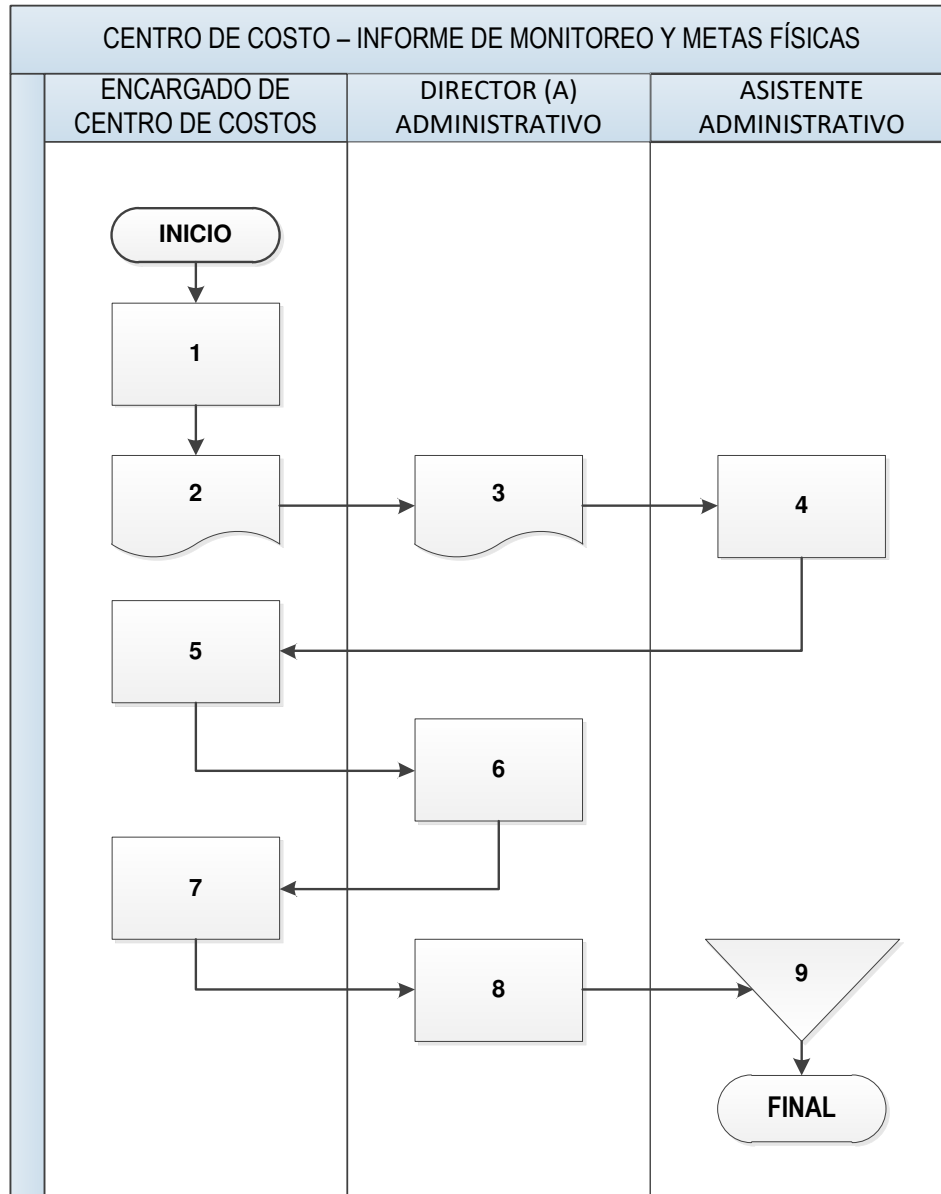 CENTRO DE COSTO – INFORME DE MONITOREO Y METAS FÍSICAS
ENCARGADO DE
CENTRO DE COSTOS
DIRECTOR (A)
ADMINISTRATIVO
ASISTENTE
ADMINISTRATIVO
INICIO
1
2
3
4
5
6
7
8
9
FINAL